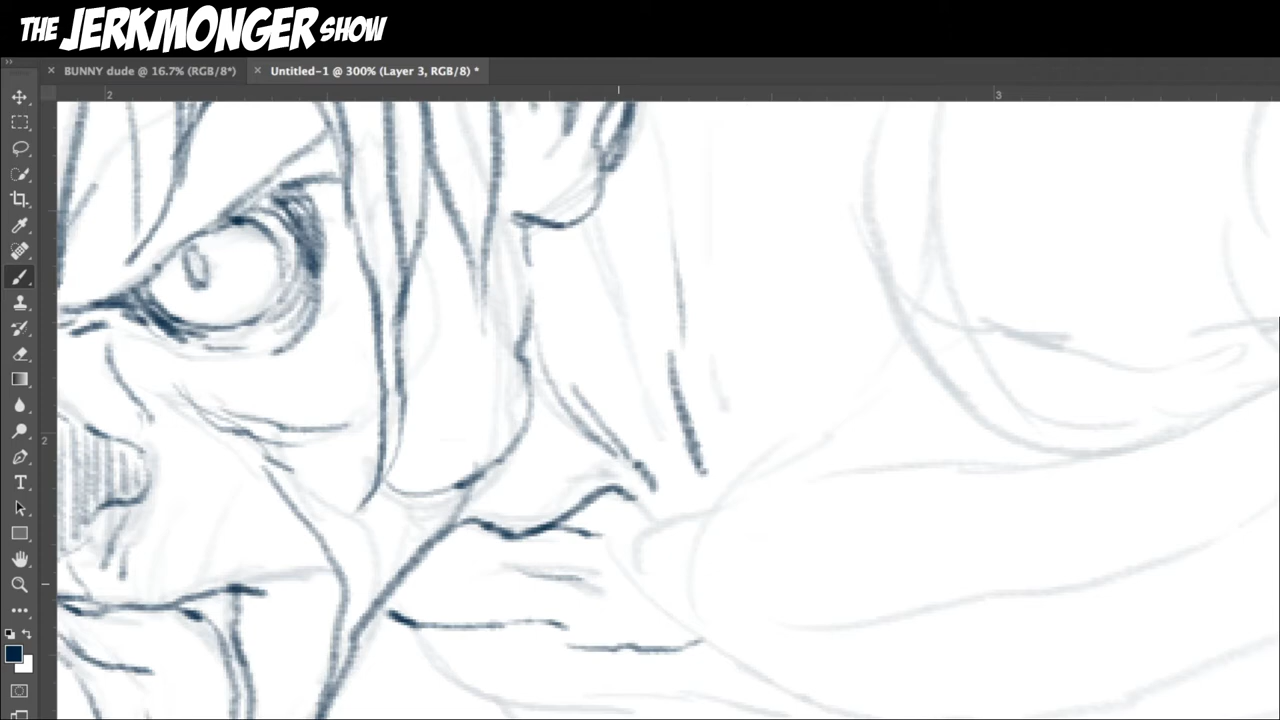 THE JERKMONGER SHOW
BUNNY dude @ 16.7% (RGB/8*)
Untitled-1 @ 300% (Layer 3, RGB/8) *
2
3
2